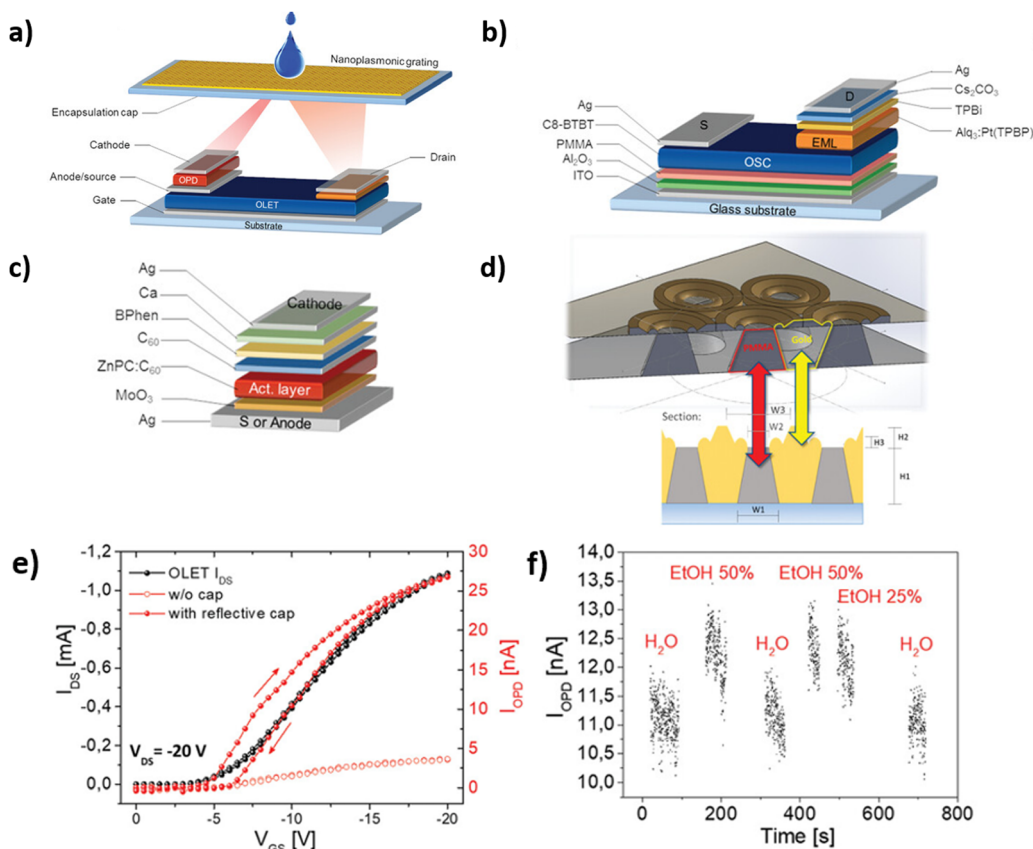 a)
Nanoplasmonic grating
Encapsulation cap
Cathode
OPD
Drain
Anode/source
OLET
Gate
Substrate
b)
Ag
Cs2CO3
TPBi
Alq3:Pt(TPBP)
Ag
C8-BTBT
PMMA
Al2O3
ITO
S
D
EML
OSC
Glass substrate
c)
Ag
Ca
BPhen
C60
ZnPC:C60
MoO3
Ag
Cathode
Act. layer
S or Anode
d)
PMMA
Gold
Section:
W3
W2
H3
H2
H1
W1
e)
-1,2
-1,0
-0,8
-0,6
-0,4
-0,2
0,0
IDS [mA]
OLET IDS
w/o cap
with reflective cap
VDS= -20 V
30
25
20
15
10
5
0
IOPD [nA]
0 -5 -10 -15 -20
VGS [V]
f)
14,0
13,5
13,0
12,5
12,0
11,5
11,0
10,5
10,0
IOPD [nA]
EtOH 50%
EtOH 50%
EtOH 25%
H2O
H2O
H2O
0 200 400 600 800
Time [s]